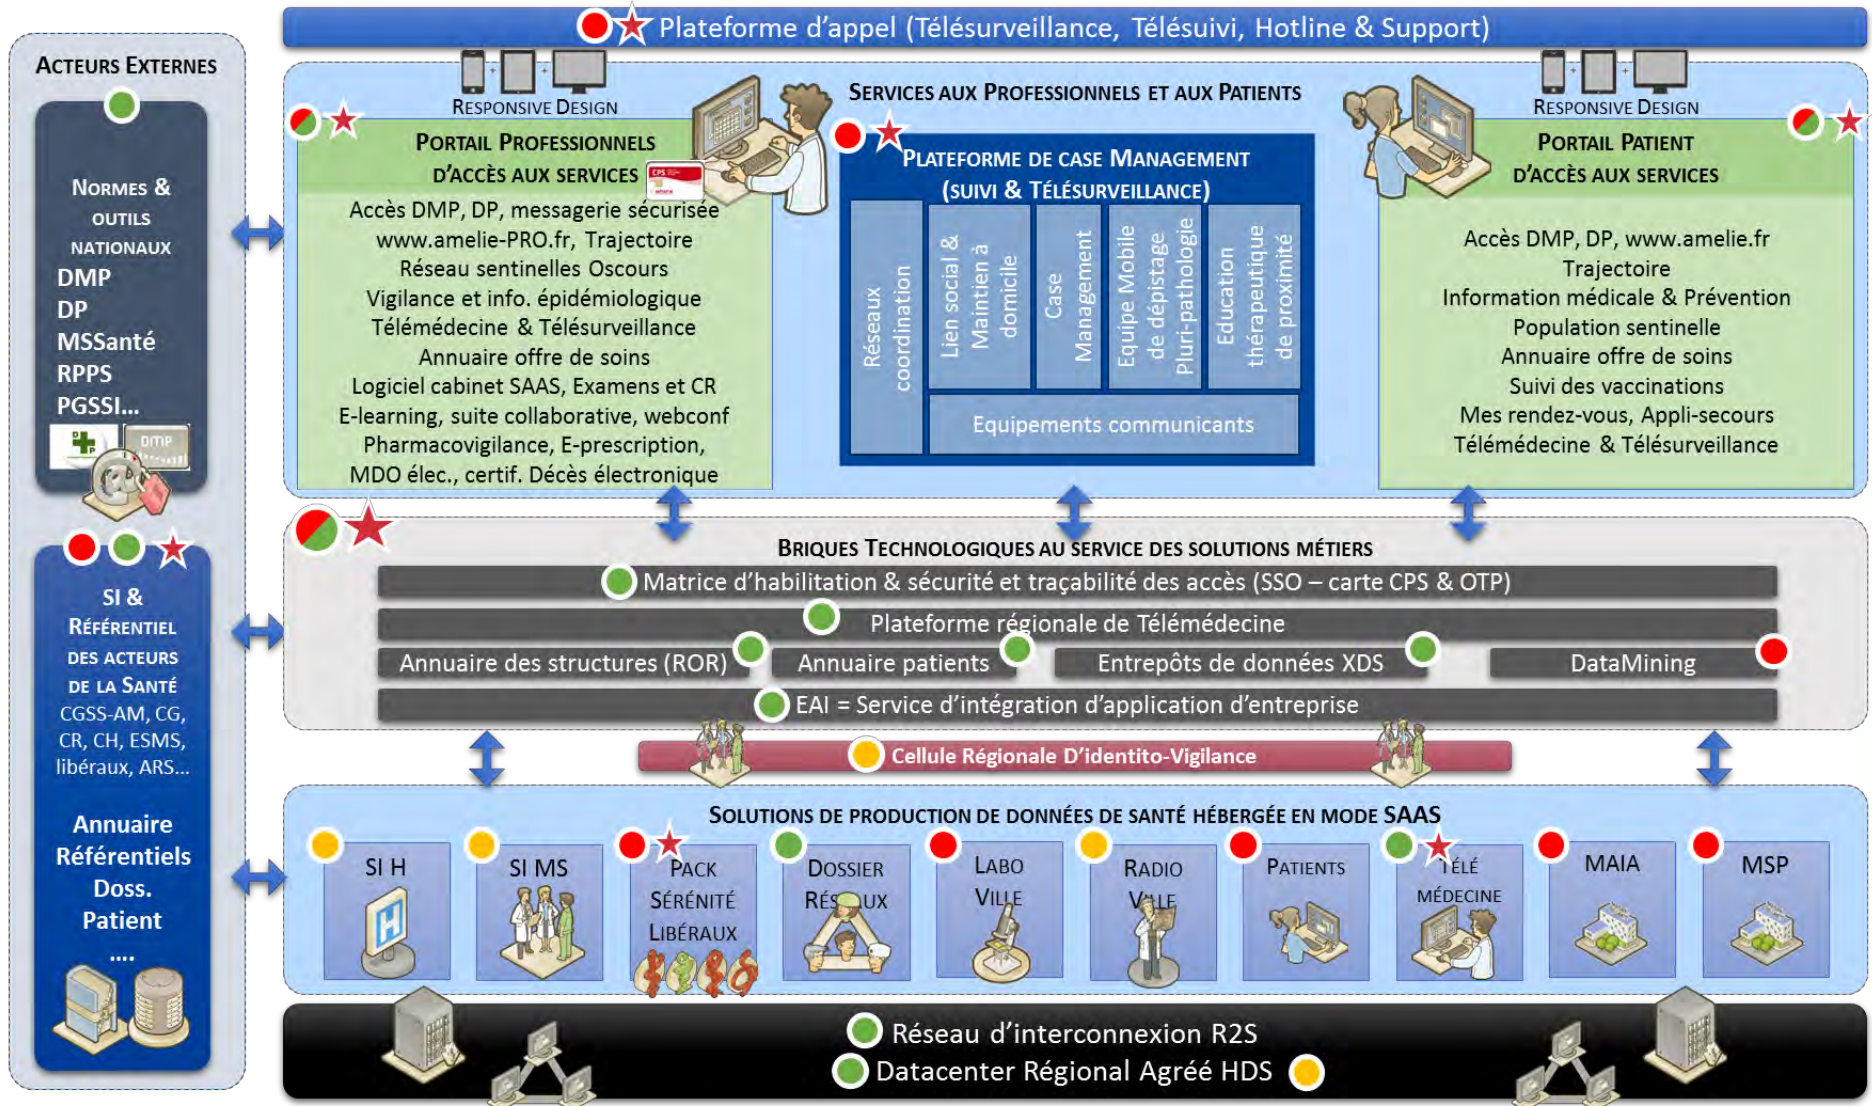 Plateforme d'appel (Télésurveillance, Télésuivi, Hotline & Support)
ACTEURS EXTERNES
NORMES &
OUTILS
NATIONAUX
DMP
DP
MSSanté
RPPS
PGSSI...
DMP
SI &
RÉFÉRENTIEL
DES ACTEURS
DE LA SANTÉ
CGSS-AM, CG,
CR, CH, ESMS,
libéraux, ARS...
Annuaire
Référentiels
Doss.
Patient
....
RESPONSIVE DESIGN
SERVICES AUX PROFESSIONNELS ET AUX PATIENTS
RESPONSIVE DESIGN
PORTAIL PROFESSIONNELS
D'ACCÈS AUX SERVICES
CPS
Accès DMP, DP, messagerie sécurisée
www.amelie-PRO.fr, Trajectoire
Réseau sentinelles Oscours
Vigilance et info. épidémiologique
Télémédecine & Télésurveillance
Annuaire offre de soins
Logiciel cabinet SAAS, Examens et CR
E-learning, suite collaborative, webconf
Pharmacovigilance, E-prescription,
MDO élec., certif. Décès électronique
PLATEFORME DE CASE MANAGEMENT
(SUIVI & TÉLÉSURVEILLANCE)
Réseaux
coordination
Lien social &
Maintien à
domicile
Case
Management
Equipe Mobile
de dépistage
Pluri-pathologie
Education
thérapeutique
de proximité
Equipements communicants
PORTAIL PATIENT
D'ACCÈS AUX SERVICES
Accès DMP, DP, www.amelie.fr
Trajectoire
Information médicale & Prévention
Population sentinelle
Annuaire offre de soins
Suivi des vaccinations
Mes rendez-vous, Appli-secours
Télémédecine & Télésurveillance
BRIQUES TECHNOLOGIQUES AU SERVICE DES SOLUTIONS MÉTIERS
Matrice d'habilitation & sécurité et traçabilité des accès (SSO – carte CPS & OTP)
Plateforme régionale de Télémédecine
Annuaire des structures (ROR)
Annuaire patients
Entrepôts de données XDS
DataMining
EAI = Service d'intégration d'application d'entreprise
Cellule Régionale D'identito-Vigilance
SOLUTIONS DE PRODUCTION DE DONNÉES DE SANTÉ HÉBERGÉE EN MODE SAAS
SI H
SI MS
PACK
SÉRÉNITÉ
LIBÉRAUX
DOSSIER
RÉSEAUX
LABO
VILLE
RADIO
VILLE
PATIENTS
TÉLÉ
MÉDECINE
MAIA
MSP
Réseau d'interconnexion R2S
Datacenter Régional Agréé HDS